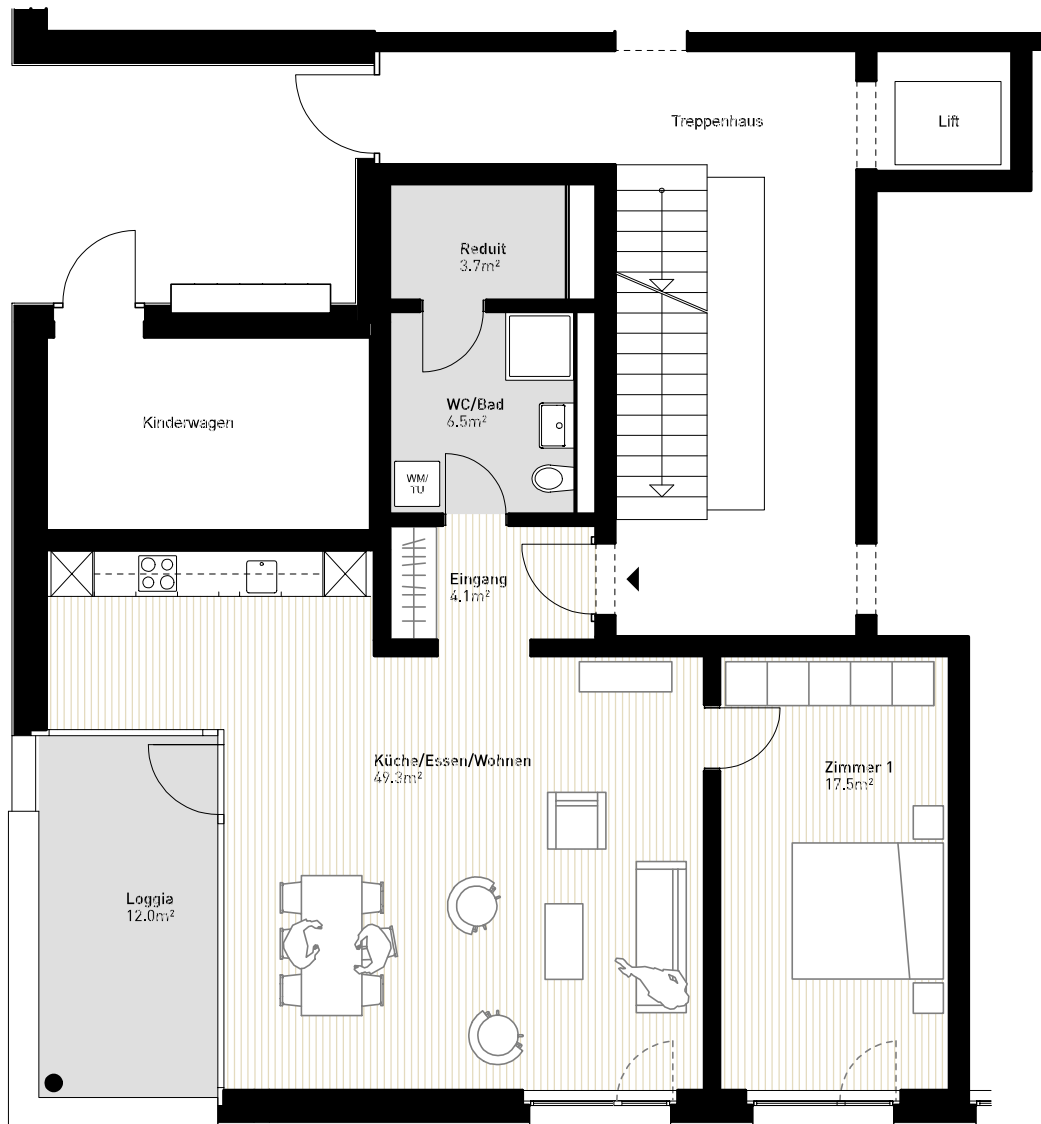 Treppenhaus
Lift
Reduit
3.7m²
Kinderwagen
WC/Bad
6.5m²
WM/
TU
Eingang
4.1m²
Küche/Essen/Wohnen
49.3m²
Zimmer 1
17.5m²
Loggia
12.0m²